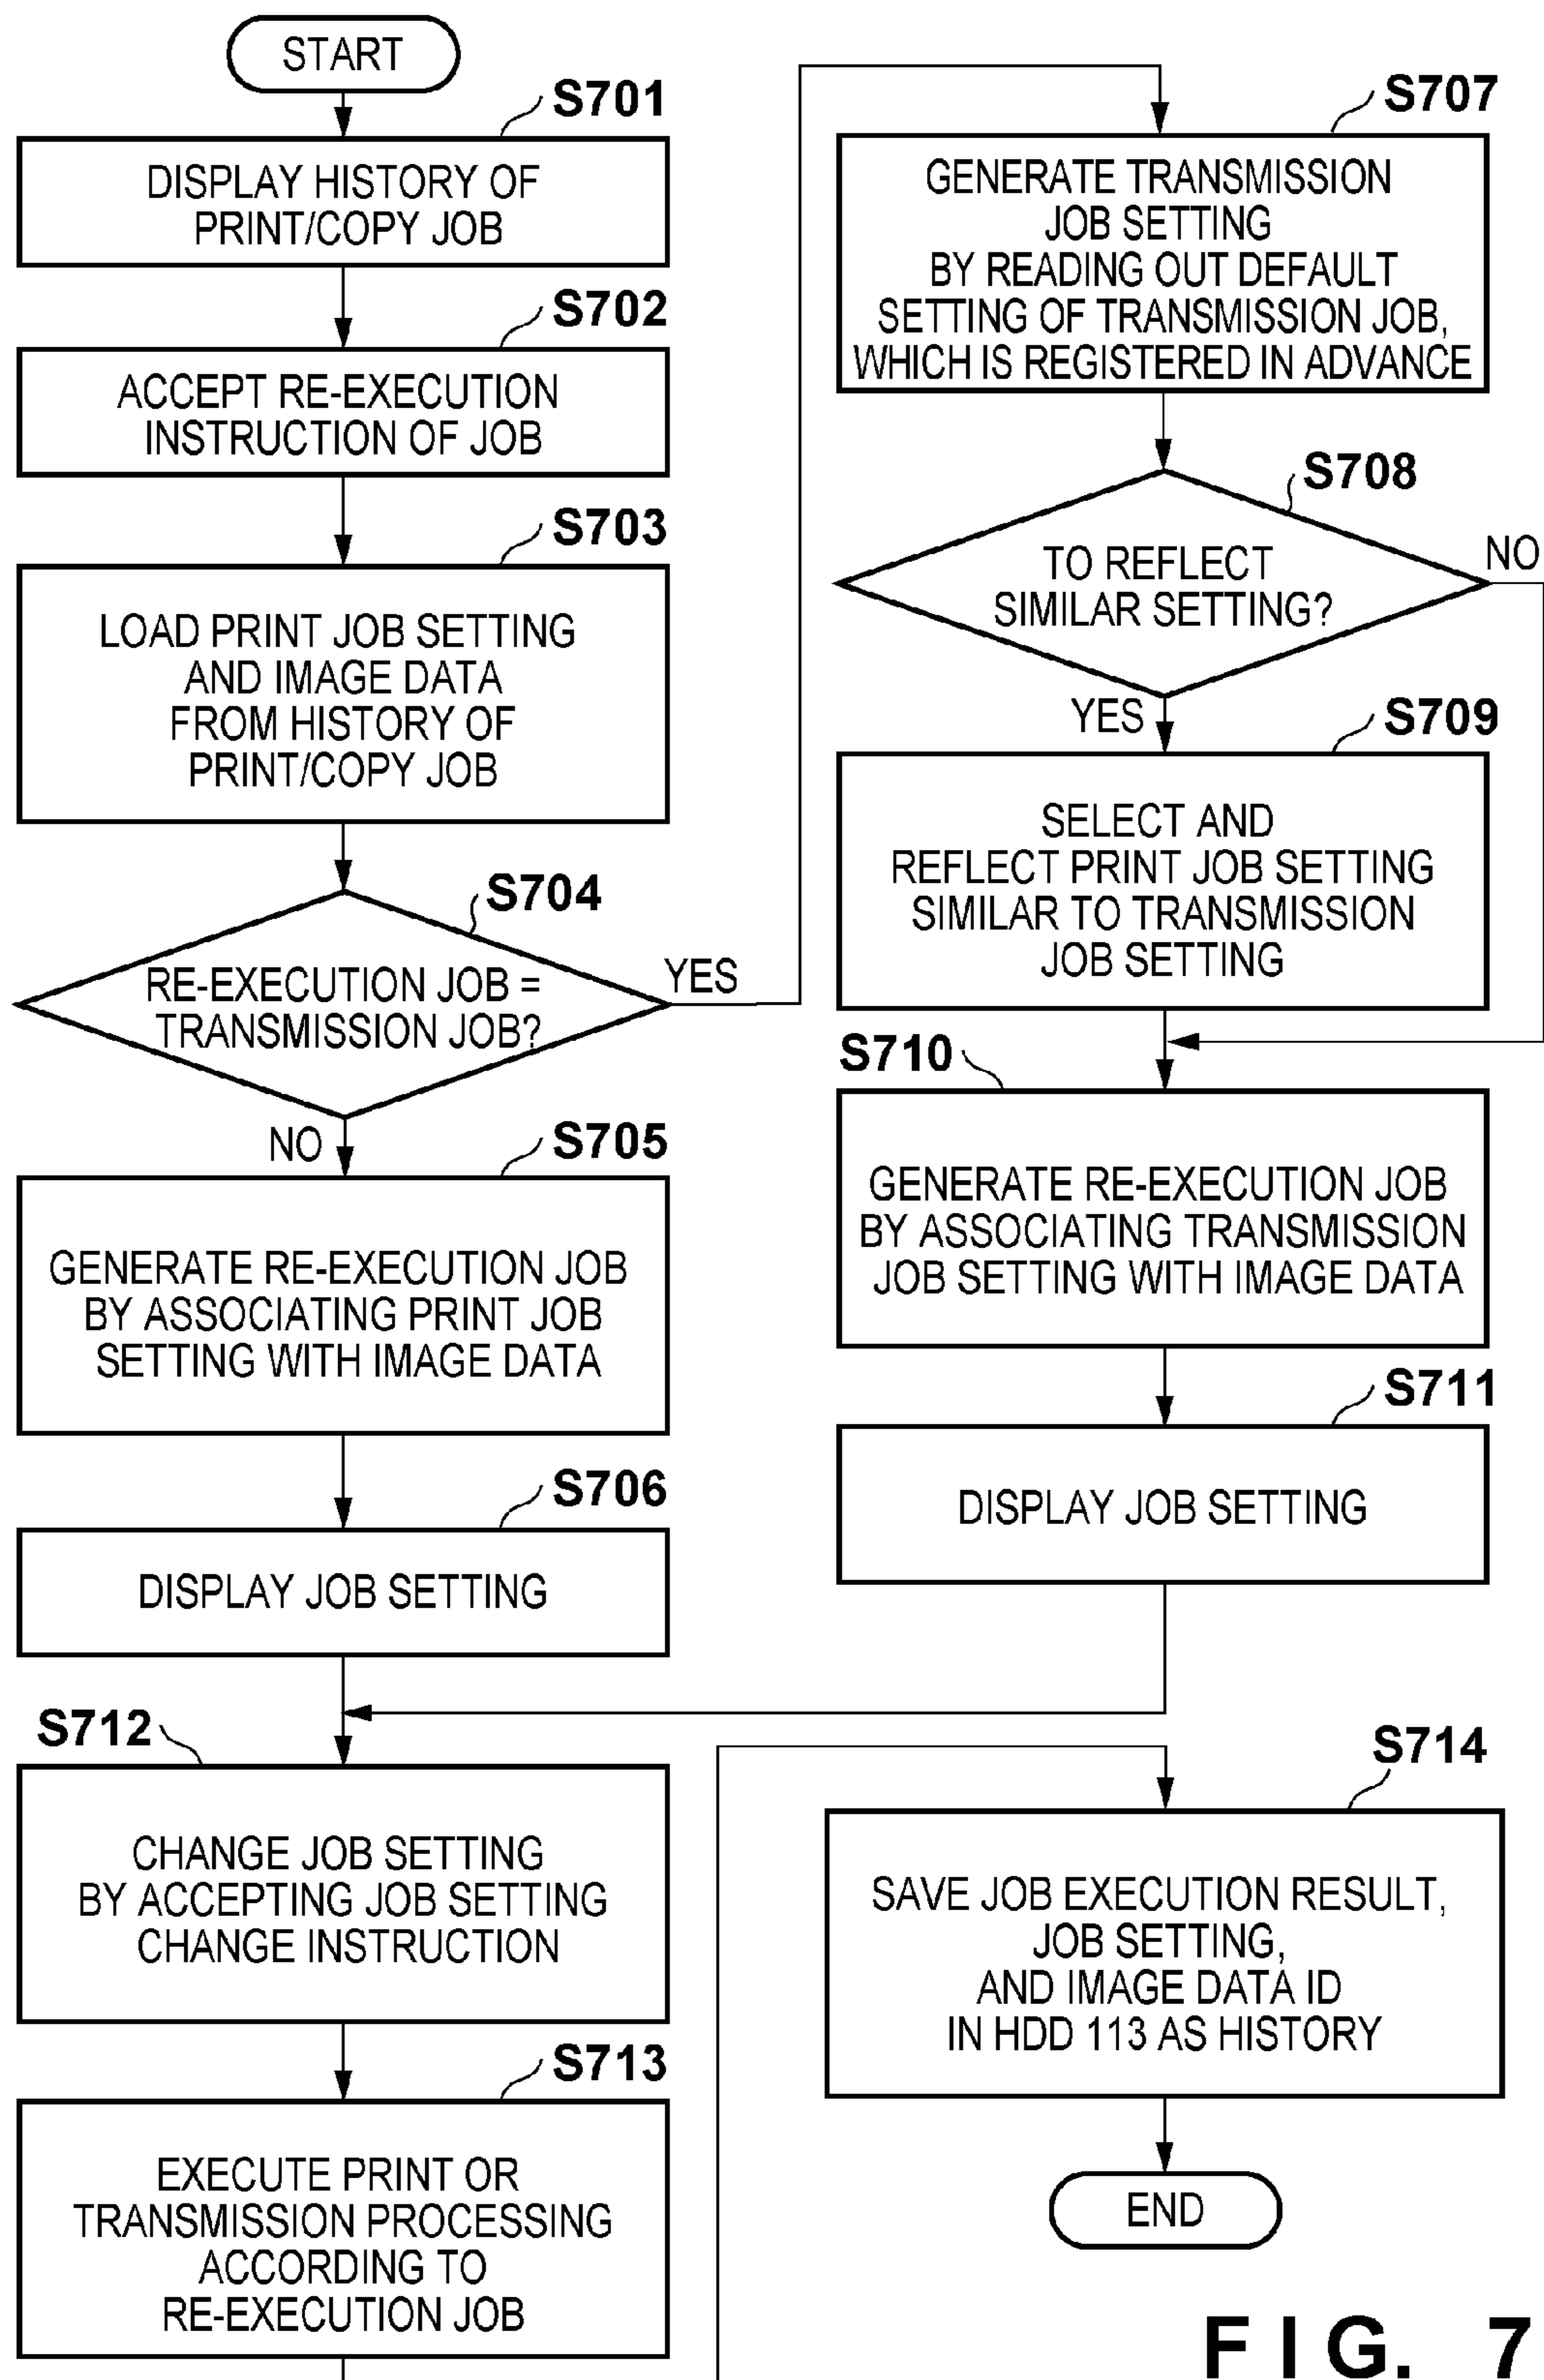 START
S701
DISPLAY HISTORY OF
PRINT/COPY JOB
S702
ACCEPT RE-EXECUTION
INSTRUCTION OF JOB
S703
LOAD PRINT JOB SETTING
AND IMAGE DATA
FROM HISTORY OF
PRINT/COPY JOB
S704
RE-EXECUTION JOB =
TRANSMISSION JOB?
YES
NO
S705
GENERATE RE-EXECUTION JOB
BY ASSOCIATING PRINT JOB
SETTING WITH IMAGE DATA
S706
DISPLAY JOB SETTING
S707
GENERATE TRANSMISSION
JOB SETTING
BY READING OUT DEFAULT
SETTING OF TRANSMISSION JOB,
WHICH IS REGISTERED IN ADVANCE
S708
TO REFLECT
SIMILAR SETTING?
NO
YES
S709
SELECT AND
REFLECT PRINT JOB SETTING
SIMILAR TO TRANSMISSION
JOB SETTING
S710
GENERATE RE-EXECUTION JOB
BY ASSOCIATING TRANSMISSION
JOB SETTING WITH IMAGE DATA
S711
DISPLAY JOB SETTING
S712
CHANGE JOB SETTING
BY ACCEPTING JOB SETTING
CHANGE INSTRUCTION
S713
EXECUTE PRINT OR
TRANSMISSION PROCESSING
ACCORDING TO
RE-EXECUTION JOB
S714
SAVE JOB EXECUTION RESULT,
JOB SETTING,
AND IMAGE DATA ID
IN HDD 113 AS HISTORY
END
FIG. 7